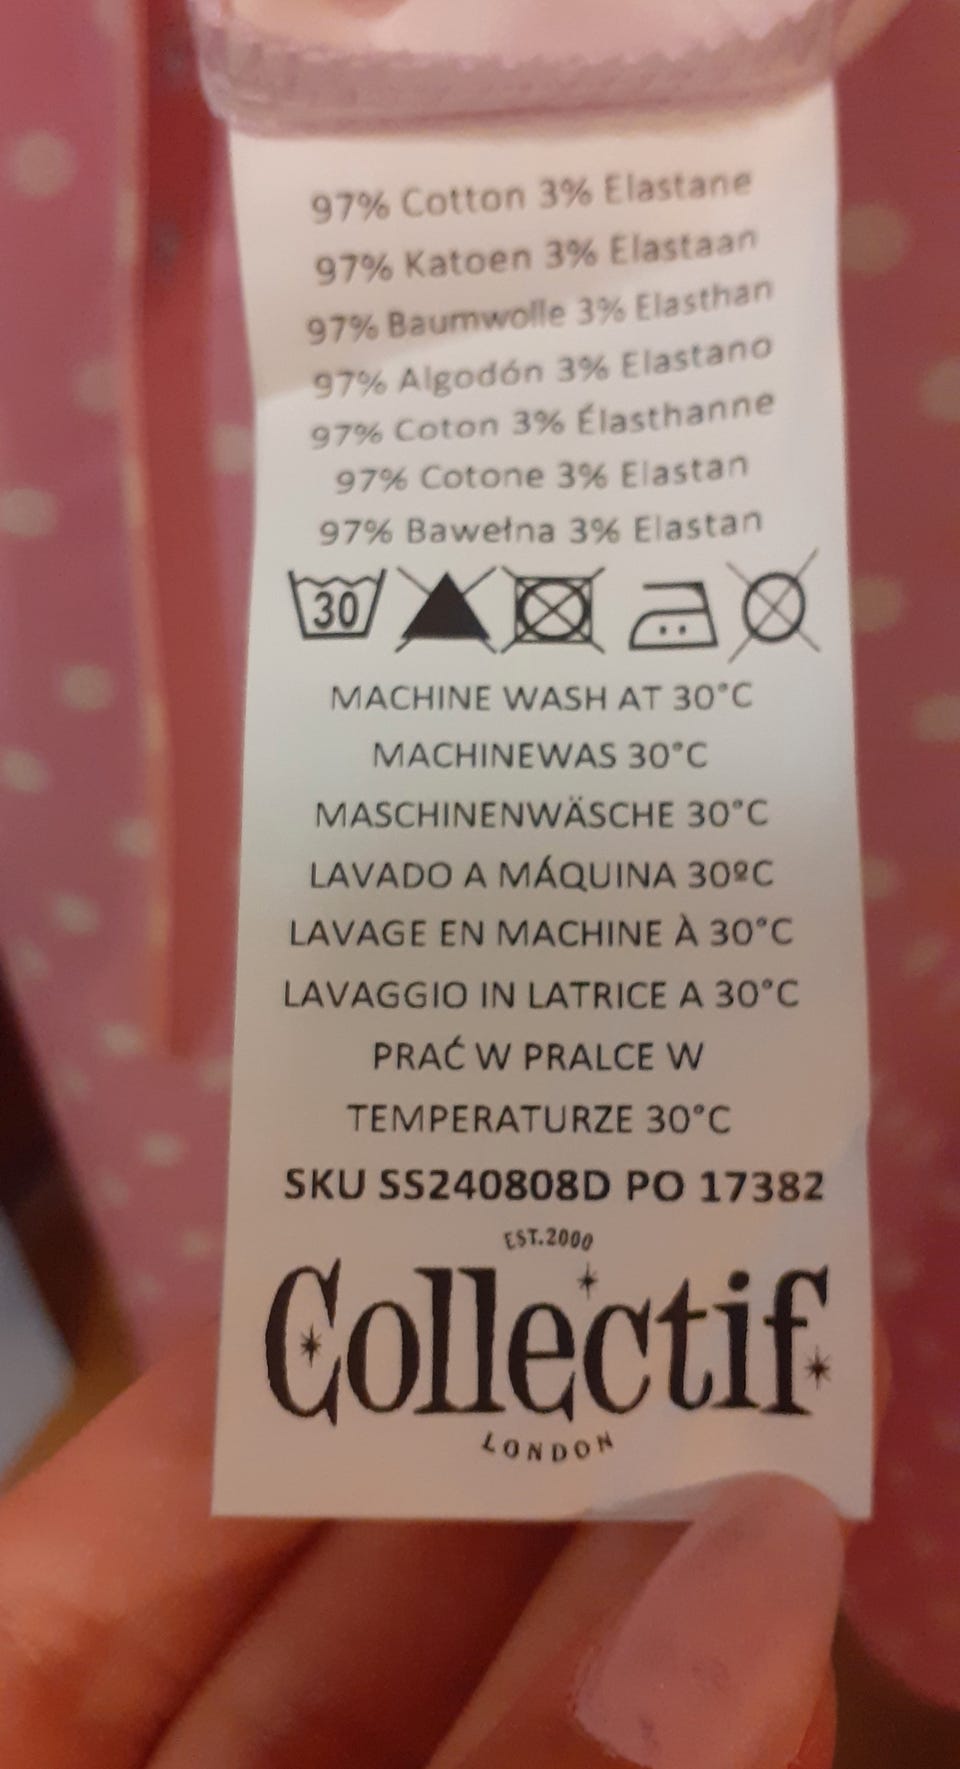 97% Cotton 3% Elastane
97% Katoen 3% Elastaan
97% Baumwolle 3% Elasthan
97% Algodón 3% Elastano
97% Coton 3% Élasthanne
97% Cotone 3% Elastan
97% Bawełna 3% Elastan
30
MACHINE WASH AT 30°C
MACHINEWAS 30°C
MASCHINENWÄSCHE 30°C
LAVADO A MÁQUINA 30ºC
LAVAGE EN MACHINE À 30°C
LAVAGGIO IN LATRICE A 30°C
PRAĆ W PRALCE W
TEMPERATURZE 30°C
SKU SS240808D PO 17382
EST.2000
Collectif
LONDON